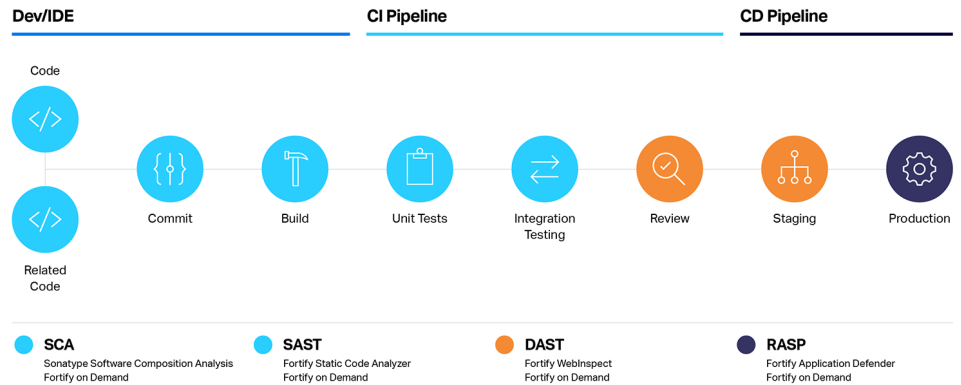 Dev/IDE
CI Pipeline
CD Pipeline
Code
Commit
Build
Unit Tests
Integration
Testing
Review
Staging
Production
Related
Code
SCA
Sonatype Software Composition Analysis
Fortify on Demand
SAST
Fortify Static Code Analyzer
Fortify on Demand
DAST
Fortify WebInspect
Fortify on Demand
RASP
Fortify Application Defender
Fortify on Demand